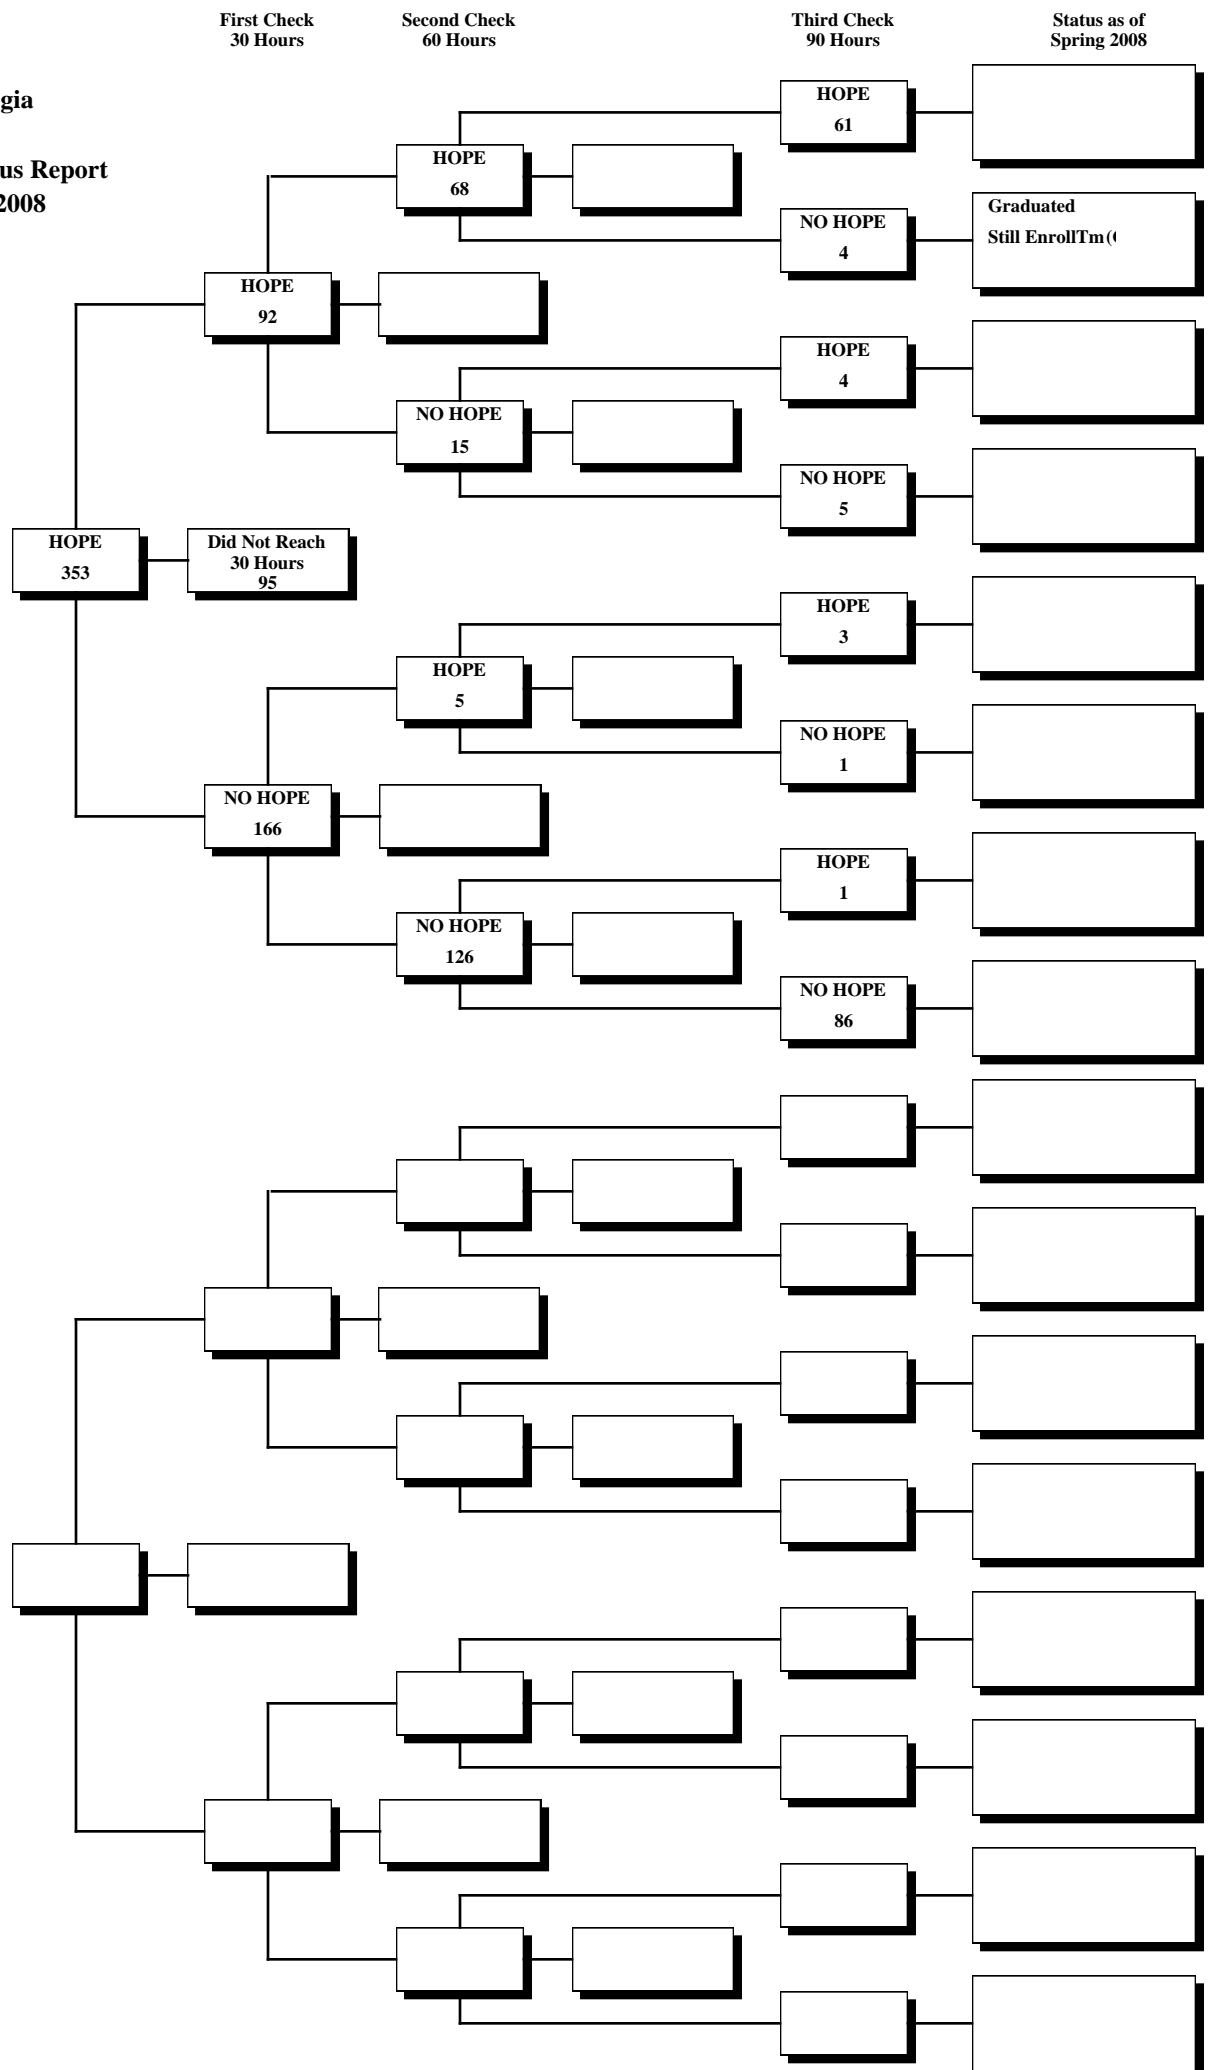 First Check
30 Hours
Second Check
60 Hours
Third Check
90 Hours
Status as of
Spring 2008
gia
us Report
2008
HOPE
61
HOPE
68
NO HOPE
4
Graduated
Still EnrollTm(
HOPE
92
HOPE
4
NO HOPE
15
NO HOPE
5
HOPE
353
Did Not Reach
30 Hours
95
HOPE
3
HOPE
5
NO HOPE
1
NO HOPE
166
HOPE
1
NO HOPE
126
NO HOPE
86